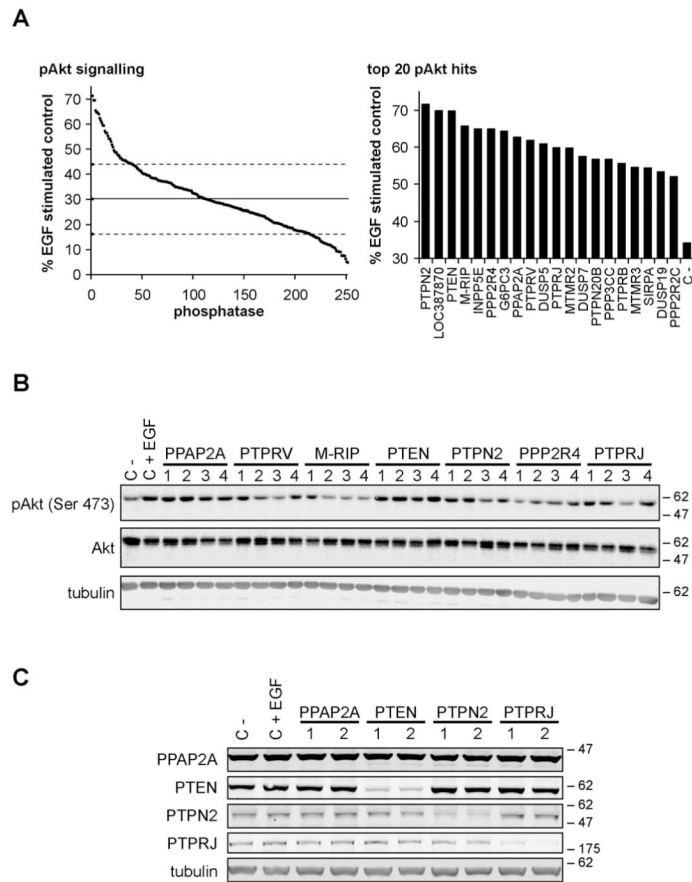 A
pAkt signalling
% EGF stimulated control
70
60
50
40
30
20
10
0
0 50 100 150 200 250
phosphatase
top 20 pAkt hits
% EGF stimulated control
70
60
50
40
30
PTPN2
LOC387870
PTEN
M-RIP
INPP5E
PPP2R4
G6PC3
PPAP2A
PTPRV
DUSP5
PTPRJ
MTMR2
DUSP7
PTPN20B
PPP3CC
PTPRB
MTMR3
SIRPA
DUSP19
PPP2R2C
C -
B
C -
C + EGF
PPAP2A PTPRV M-RIP PTEN PTPN2 PPP2R4 PTPRJ
1 2 3 4 1 2 3 4 1 2 3 4 1 2 3 4 1 2 3 4 1 2 3 4 1 2 3 4
pAkt (Ser 473)
- 62
- 47
Akt
- 62
- 47
tubulin
- 62
C
C -
C + EGF
PPAP2A PTEN PTPN2 PTPRJ
1 2 1 2 1 2 1 2
PPAP2A
- 47
PTEN
- 62
PTPN2
- 62
- 47
PTPRJ
- 175
tubulin
- 62